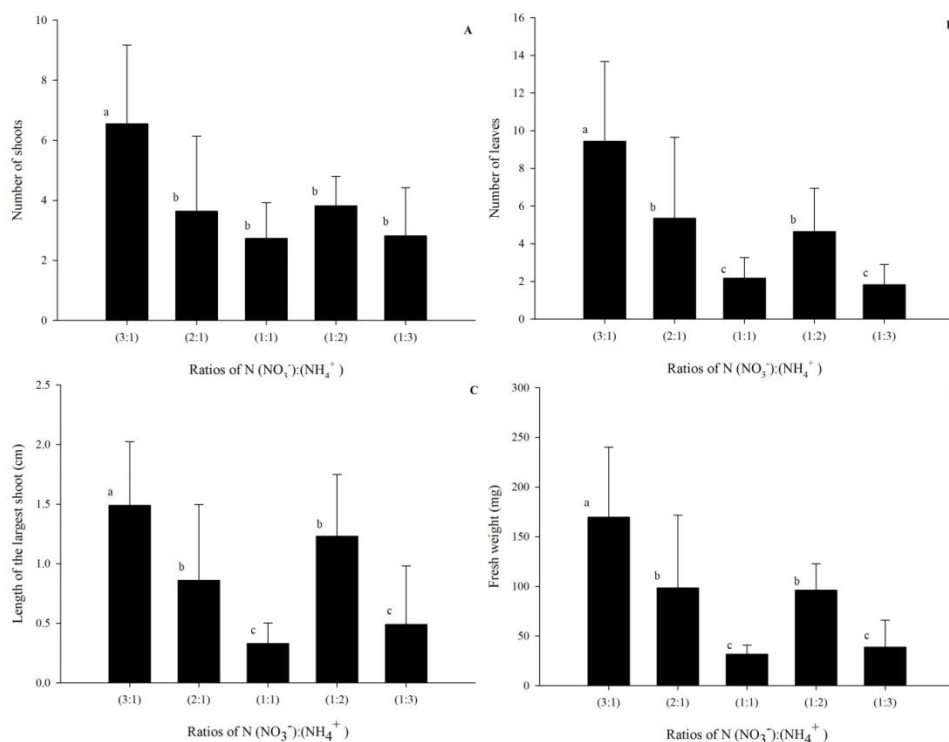 A
Number of shoots
10
8
6
4
2
0
a
b
b
b
b
(3:1) (2:1) (1:1) (1:2) (1:3)
Ratios of N (NO3-):(NH4+ )
Number of leaves
16
14
12
10
8
6
4
2
0
a
b
c
b
c
(3:1) (2:1) (1:1) (1:2) (1:3)
Ratios of N (NO3-):(NH4+ )
C
Length of the largest shoot (cm)
2.5
2.0
1.5
1.0
0.5
0.0
a
b
c
b
c
(3:1) (2:1) (1:1) (1:2) (1:3)
Ratios of N (NO3-):(NH4+
Fresh weight (mg)
300
250
200
150
100
50
0
a
b
c
b
c
(3:1) (2:1) (1:1) (1:2) (1:3)
Ratios of N (NO3-):(NH4+